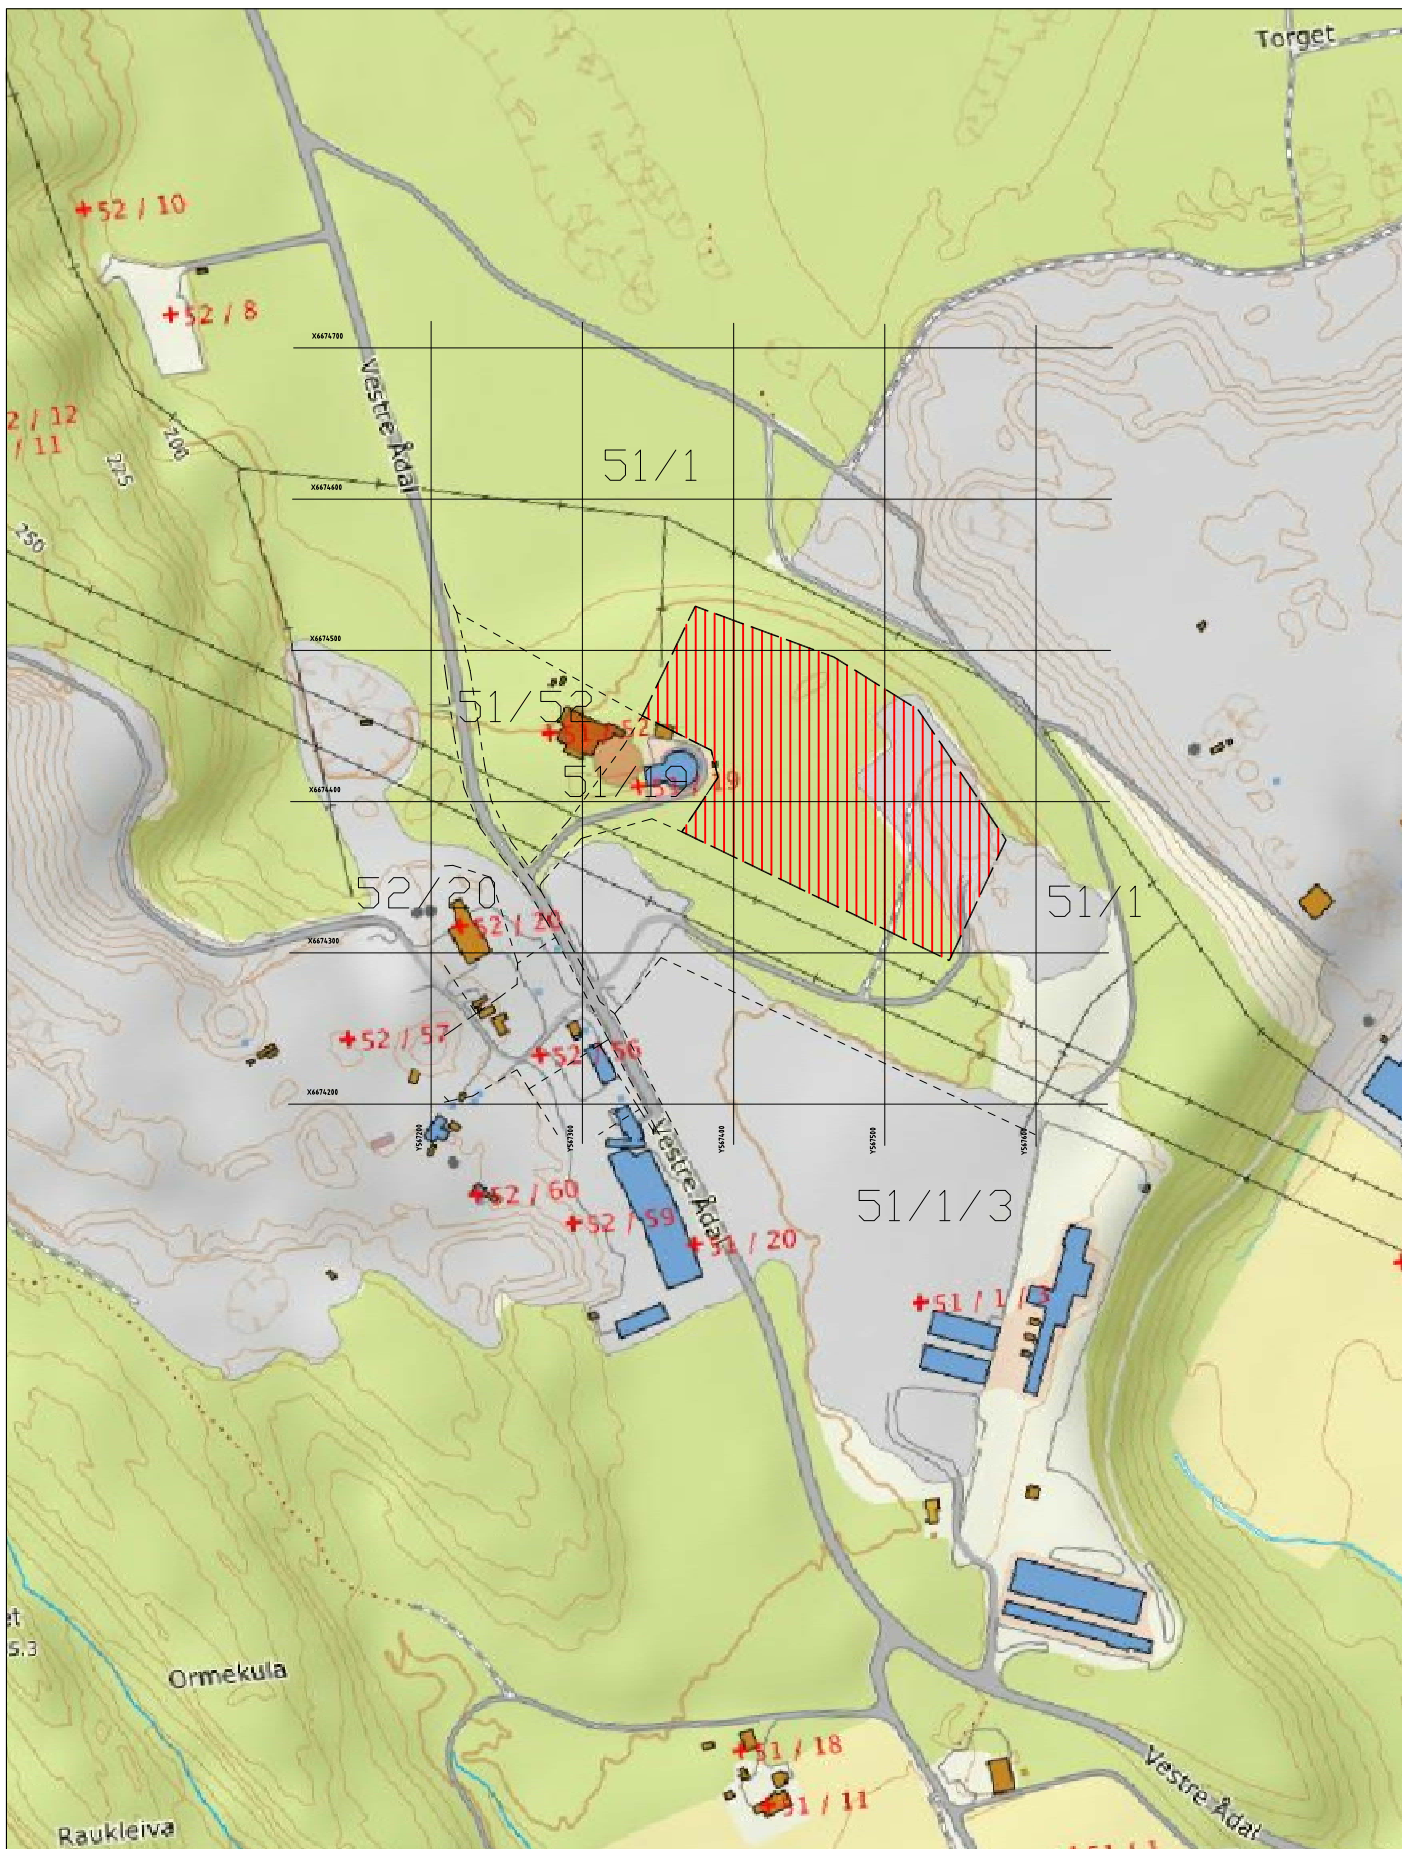 Torget
+52 / 10
+52 / 8
X6674700
Vestre Ådal
2 / 12
/ 11
200
225
51/1
X6674600
250
X6674500
51/52
51/19
X6674400
52/20
+52 / 20
51/1
X6674300
+52 / 57
+52 / 56
X6674200
Y567200
Y567300
Y567400
Y567500
Y567600
Vestre Ådal
+52 / 60
51/1/3
+52 / 59
+51 / 20
+51 / 1 / 3
s.3
Ormekula
+51 / 18
Vestre Ådal
+51 / 11
Raukleiva